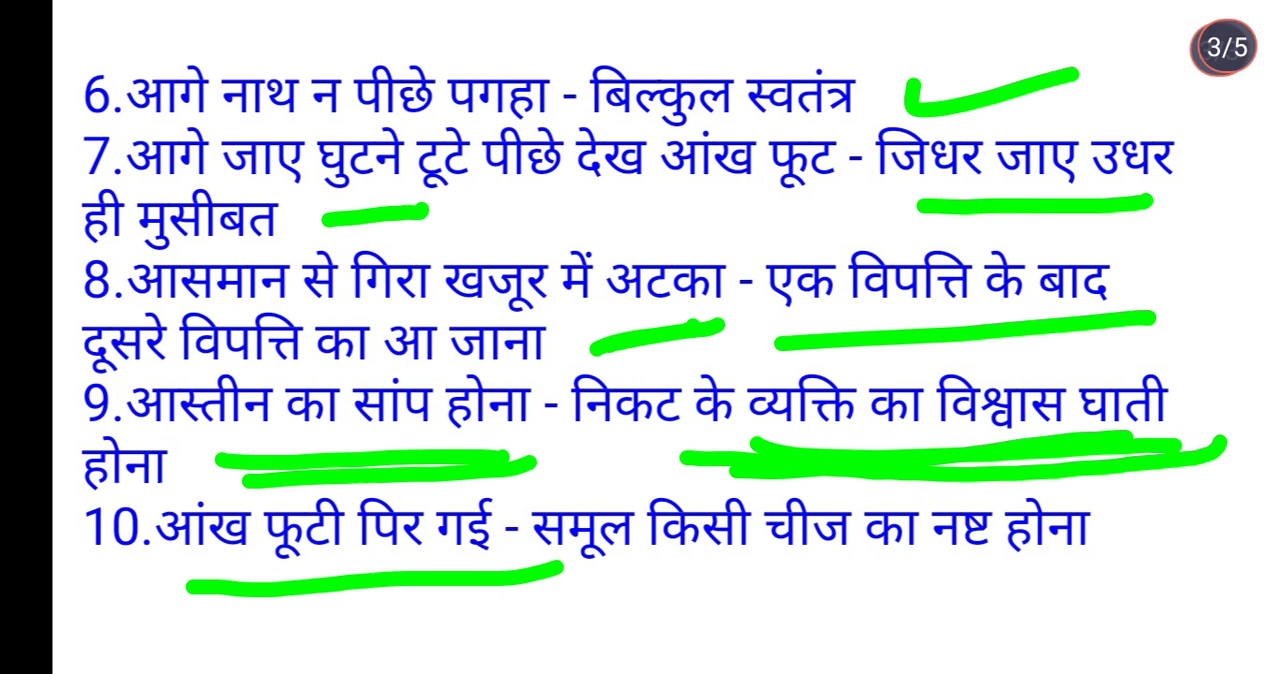 3/5
6.आगे नाथ न पीछे पगहा - बिल्कुल स्वतंत्र
7.आगे जाए घुटने टूटे पीछे देख आंख फूट - जिधर जाए उधर
ही मुसीबत
8.आसमान से गिरा खजूर में अटका - एक विपत्ति के बाद
दूसरे विपत्ति का आ जाना
9.आस्तीन का सांप होना - निकट के व्यक्ति का विश्वास घाती
होना
10.आंख फूटी पिर गई - समूल किसी चीज का नष्ट होना